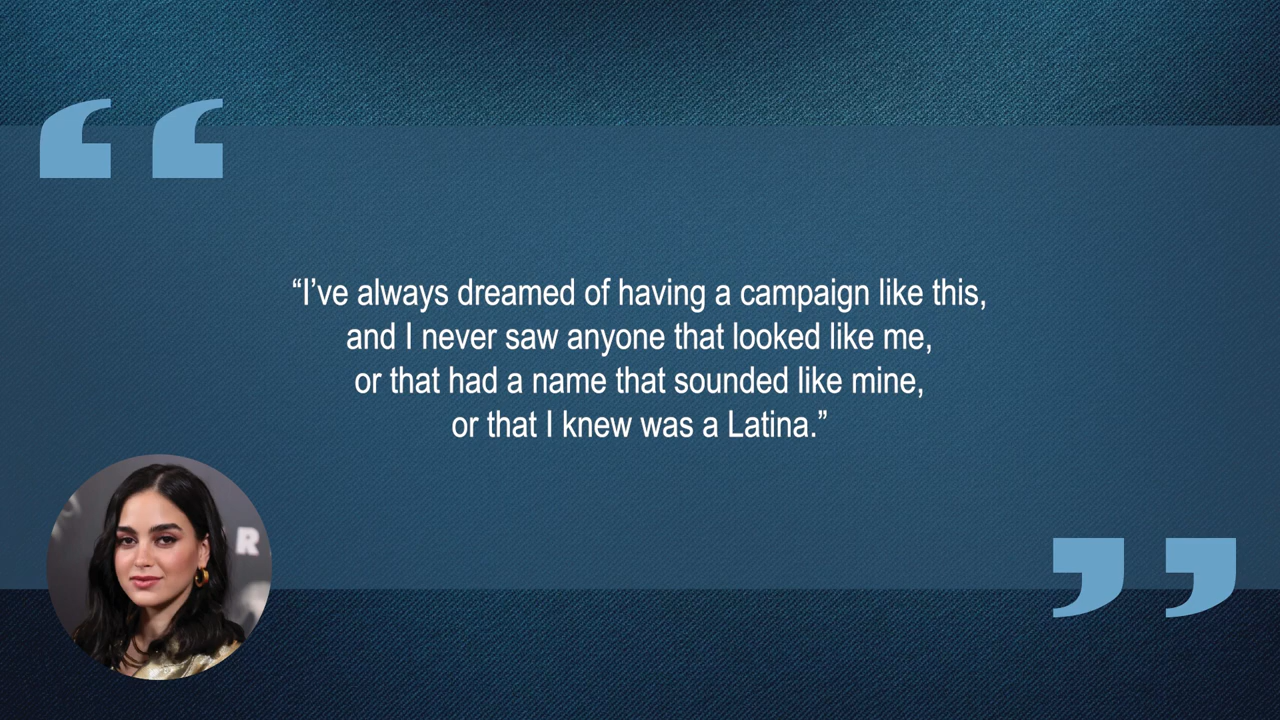 “I’ve always dreamed of having a campaign like this,
and I never saw anyone that looked like me,
or that had a name that sounded like mine,
or that I knew was a Latina.”
R